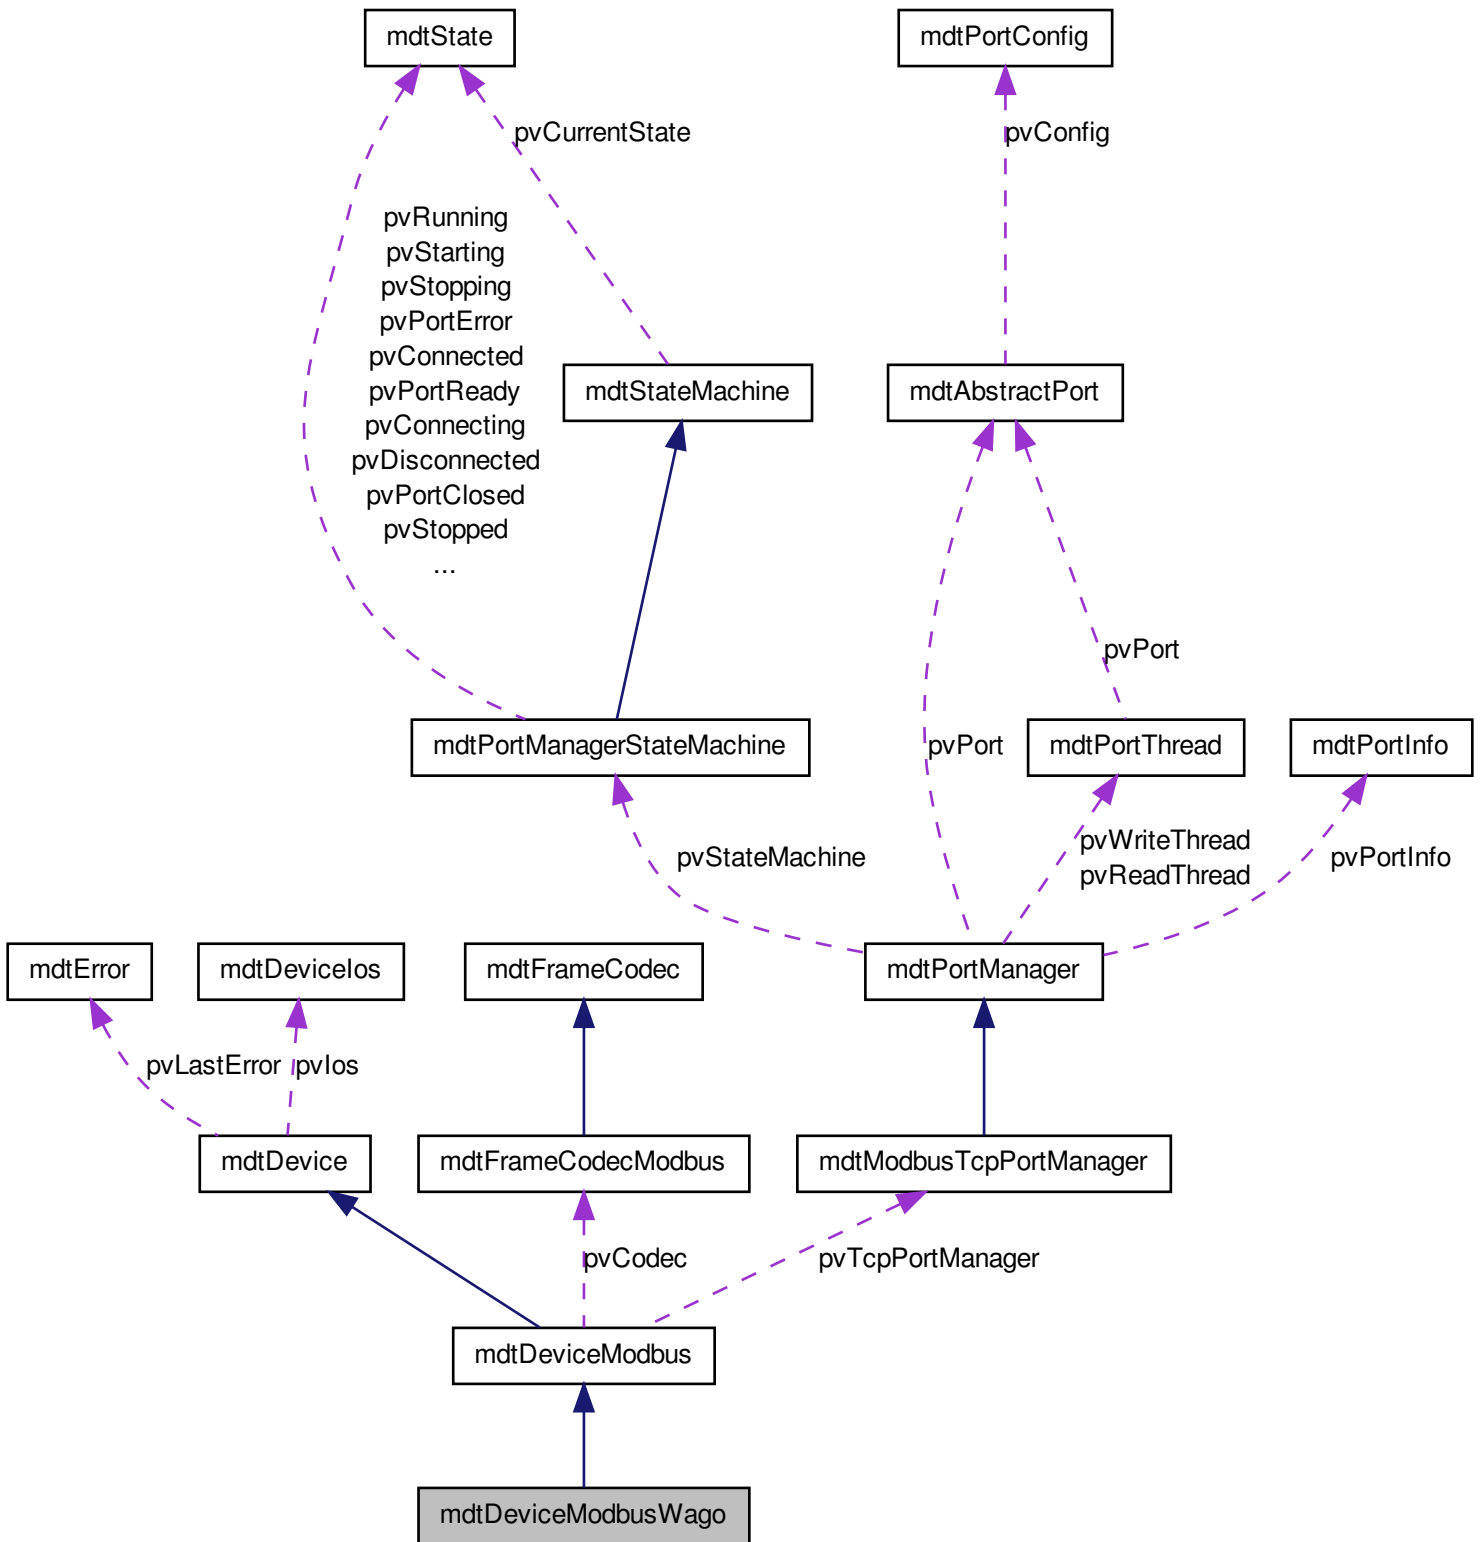 mdtState
mdtPortConfig
pvCurrentState
pvConfig
pvRunning
pvStarting
pvStopping
pvPortError
pvConnected
pvPortReady
pvConnecting
pvDisconnected
pvPortClosed
pvStopped
...
mdtStateMachine
mdtAbstractPort
pvPort
mdtPortManagerStateMachine
pvPort
mdtPortThread
mdtPortInfo
pvStateMachine
pvWriteThread
pvReadThread
pvPortInfo
mdtError
mdtDeviceIos
mdtFrameCodec
mdtPortManager
pvLastError
pvIos
mdtDevice
mdtFrameCodecModbus
mdtModbusTcpPortManager
pvCodec
pvTcpPortManager
mdtDeviceModbus
mdtDeviceModbusWago